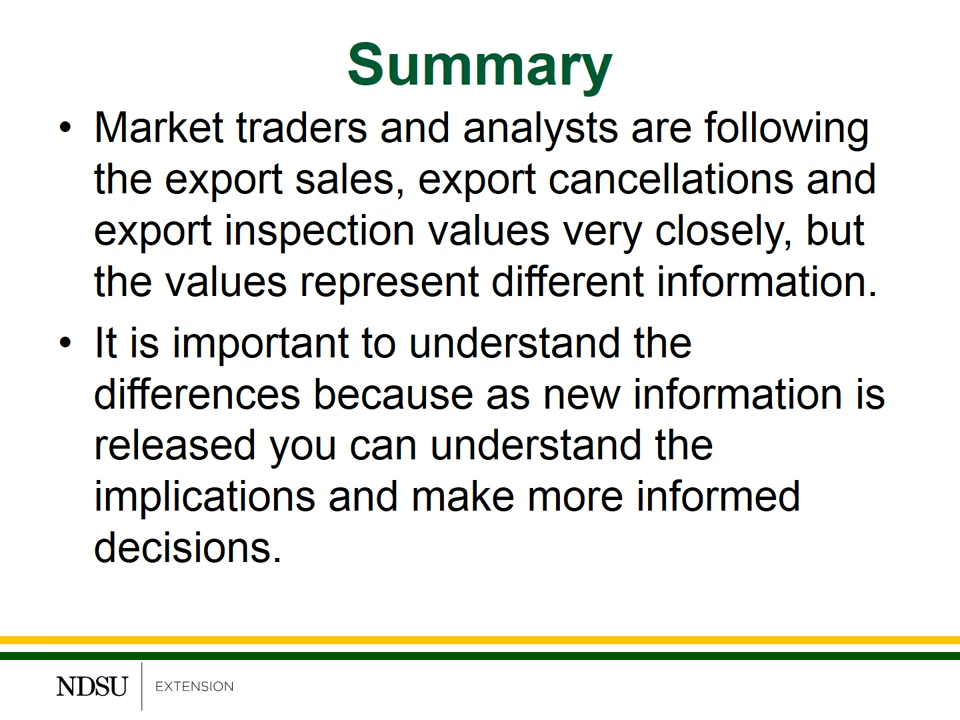 Summary
• Market traders and analysts are following
the export sales, export cancellations and
export inspection values very closely, but
the values represent different information.
• It is important to understand the
differences because as new information is
released you can understand the
implications and make more informed
decisions.
NDSU EXTENSION